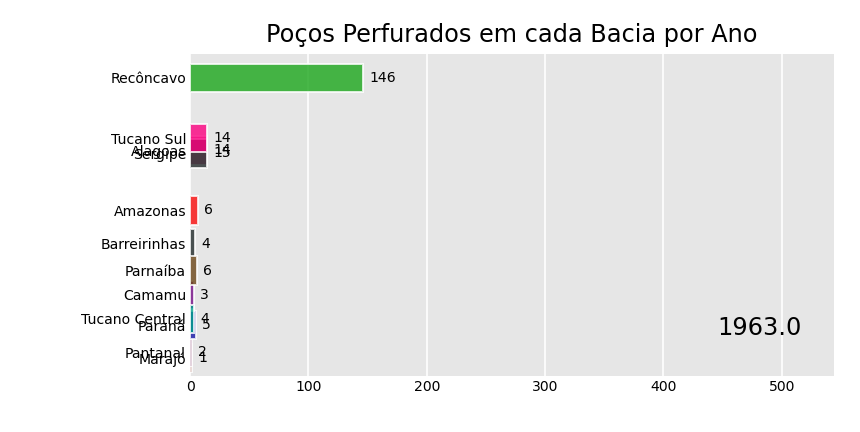 Poços Perfurados em cada Bacia por Ano
Recôncavo 146
Tucano Sul 14
Alagoas 14
Sergipe
Amazonas 6
Barreirinhas 4
Parnaíba 6
Camamu 3
Tucano Central 4
Paraná 5
Pantanal 2
Marajó 1
1963.0
0 100 200 300 400 500